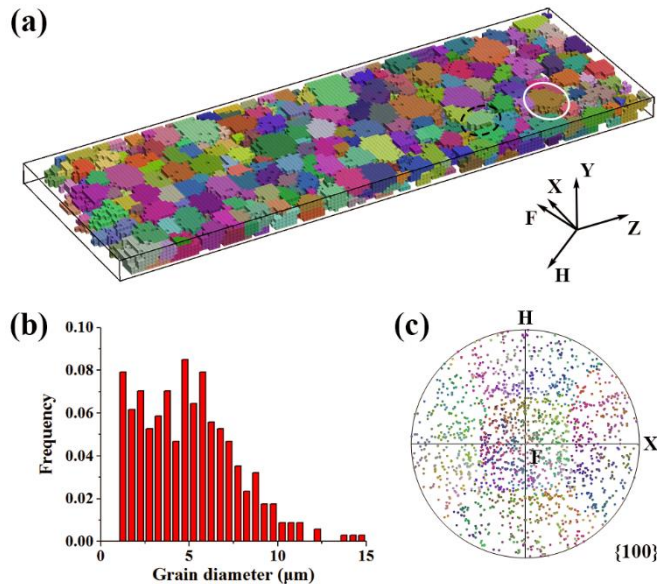 (a)
Y
X
F
Z
H
(b)
(c)
0.10
0.08
0.06
0.04
0.02
0.00
Frequency
0
5
10
15
Grain diameter (μm)
H
X
F
{100}